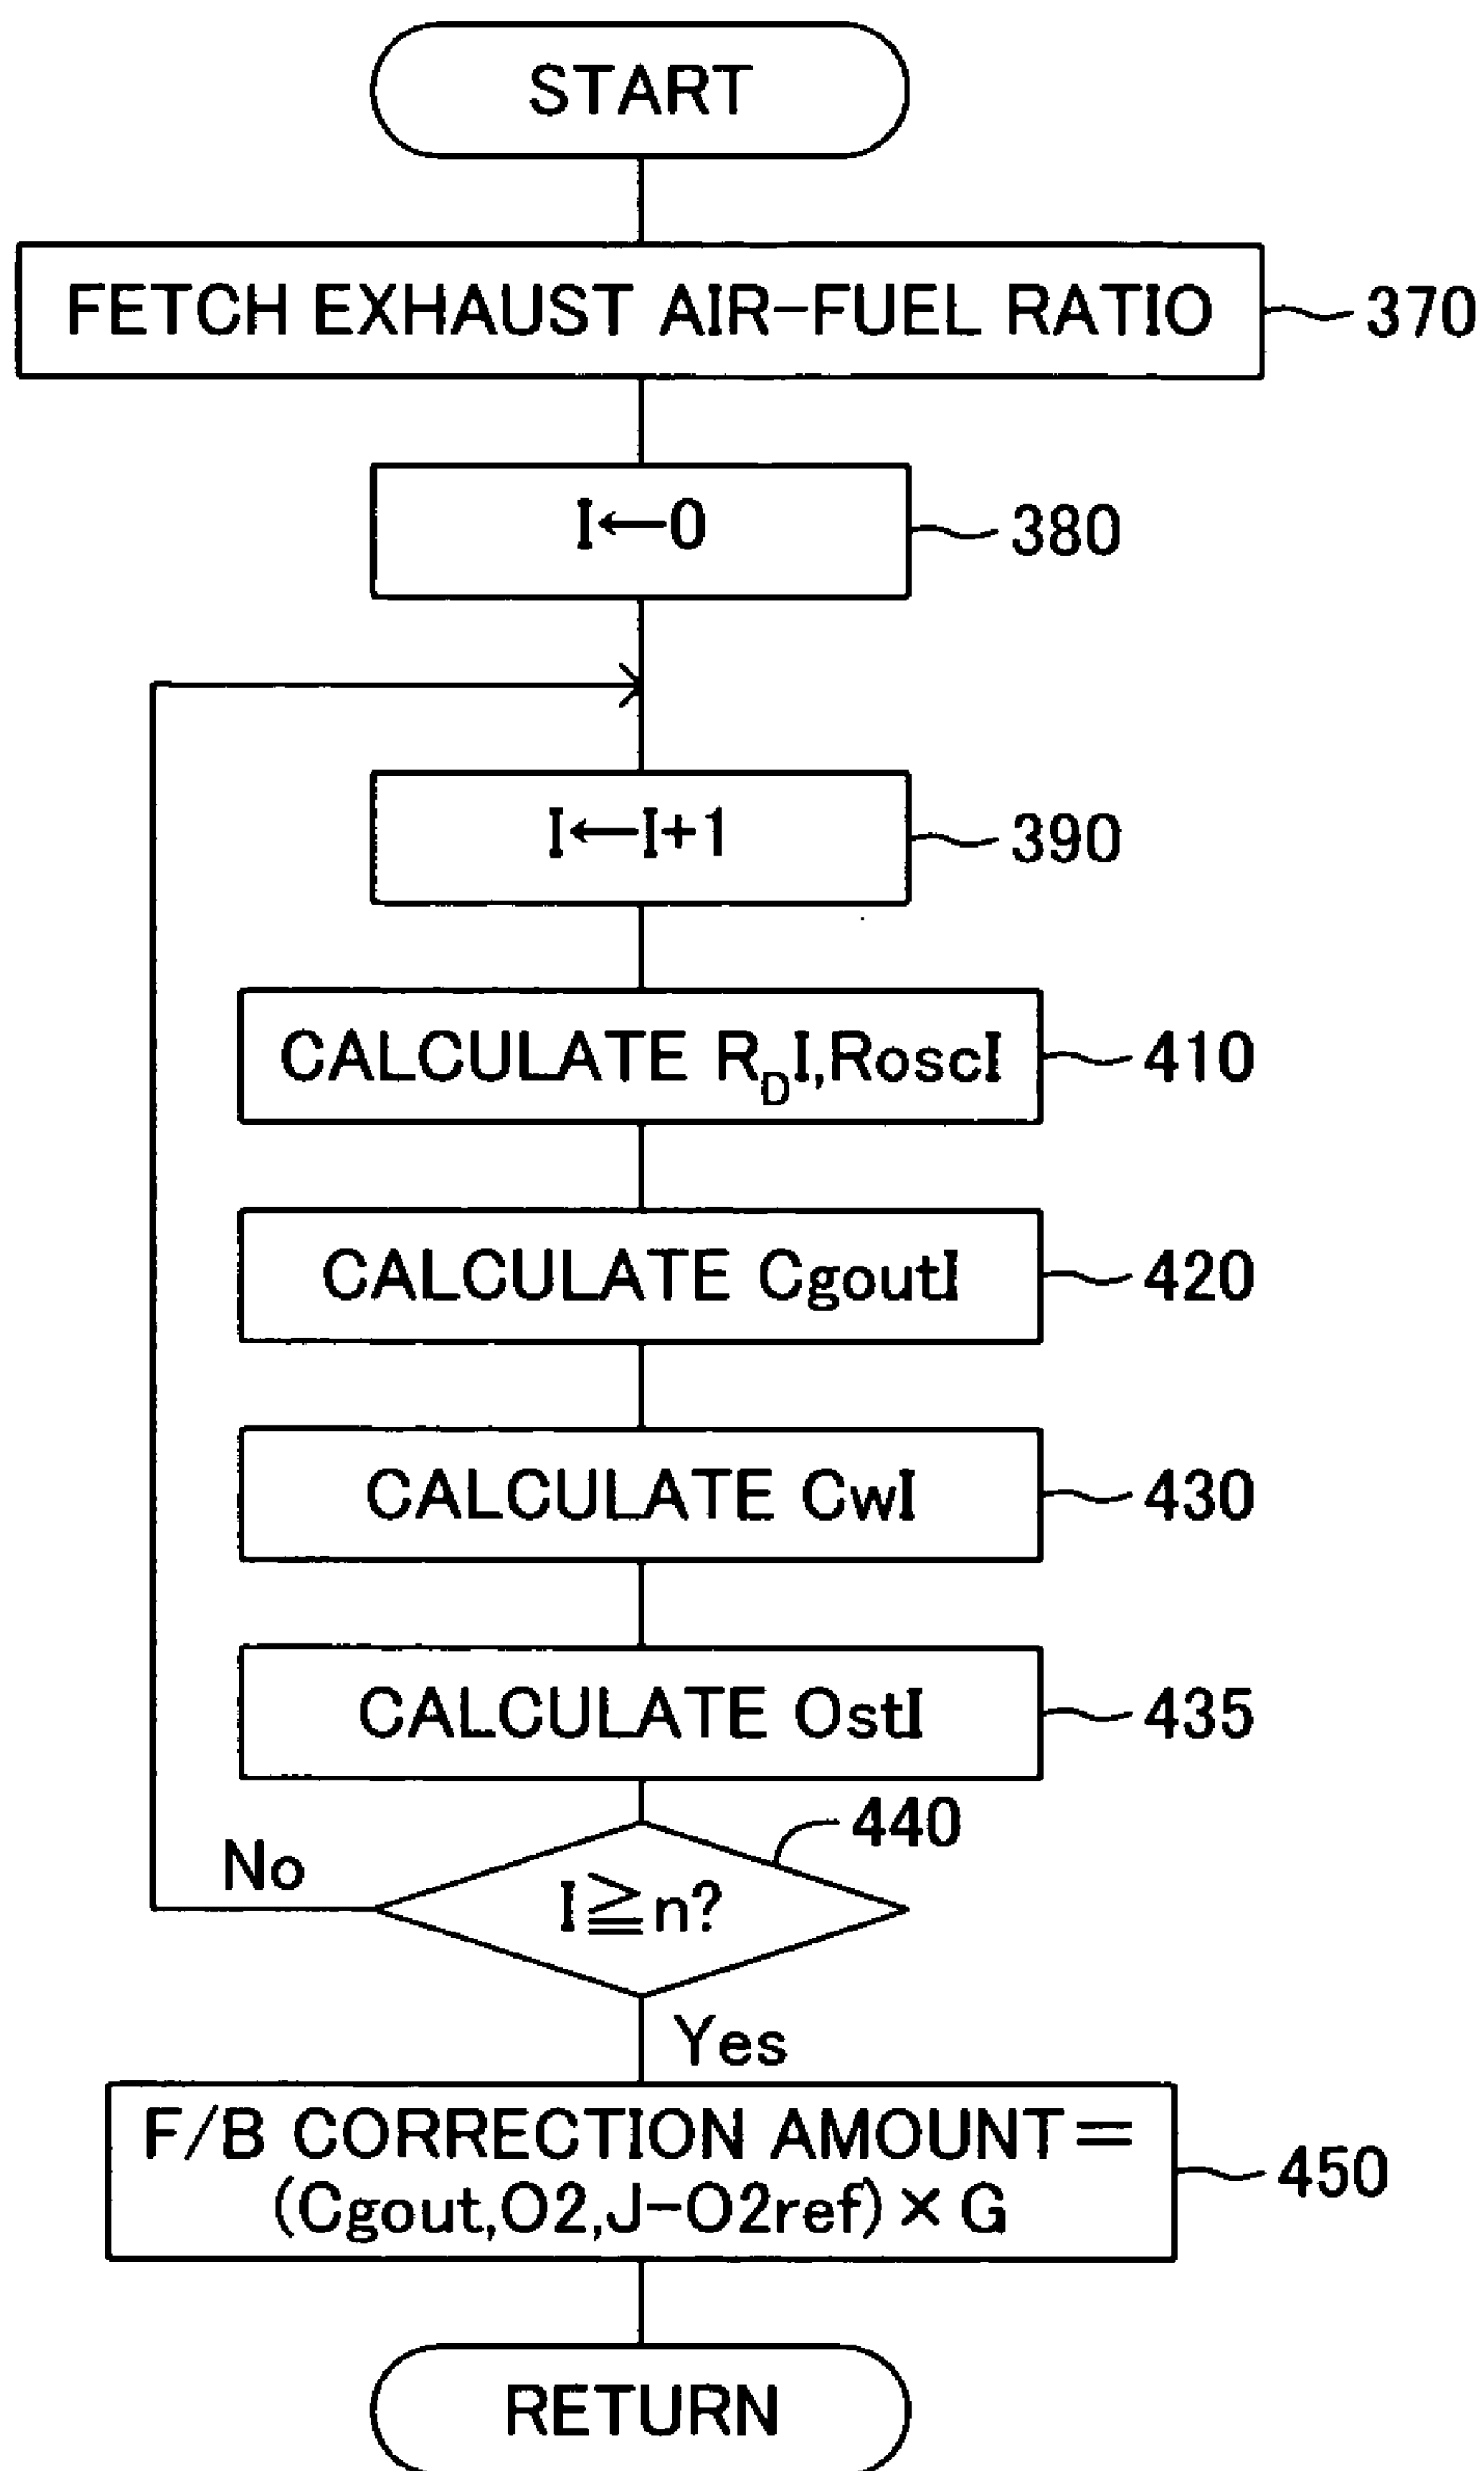 START
FETCH EXHAUST AIR-FUEL RATIO
370
I←0
380
I←I+1
390
CALCULATE R_DI,RoscI
410
CALCULATE CgoutI
420
CALCULATE CwI
430
CALCULATE OstI
435
440
No
I≧n?
Yes
F/B CORRECTION AMOUNT=
(Cgout,O2,J-O2ref)×G
450
RETURN